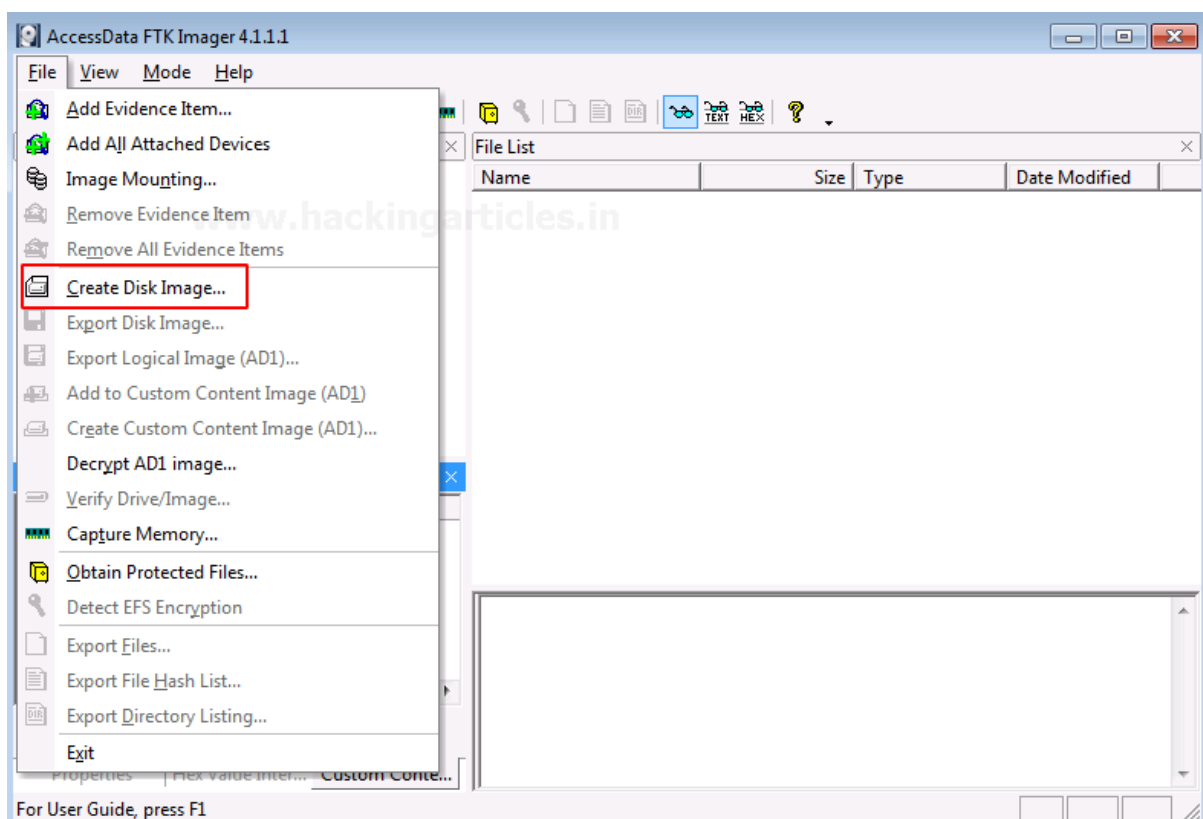 AccessData FTK Imager 4.1.1.1
File View Mode Help
Add Evidence Item...
Add All Attached Devices
Image Mounting...
Remove Evidence Item
Remove All Evidence Items
Create Disk Image...
Export Disk Image...
Export Logical Image (AD1)...
Add to Custom Content Image (AD1)
Create Custom Content Image (AD1)...
Decrypt AD1 image...
Verify Drive/Image...
Capture Memory...
Obtain Protected Files...
Detect EFS Encryption
Export Files...
Export File Hash List...
Export Directory Listing...
DIR
Exit
DIR TEXT HEX
File List
Name Size Type Date Modified
www.hackingarticles.in
Properties Hex Value Inter... Custom Conte...
For User Guide, press F1